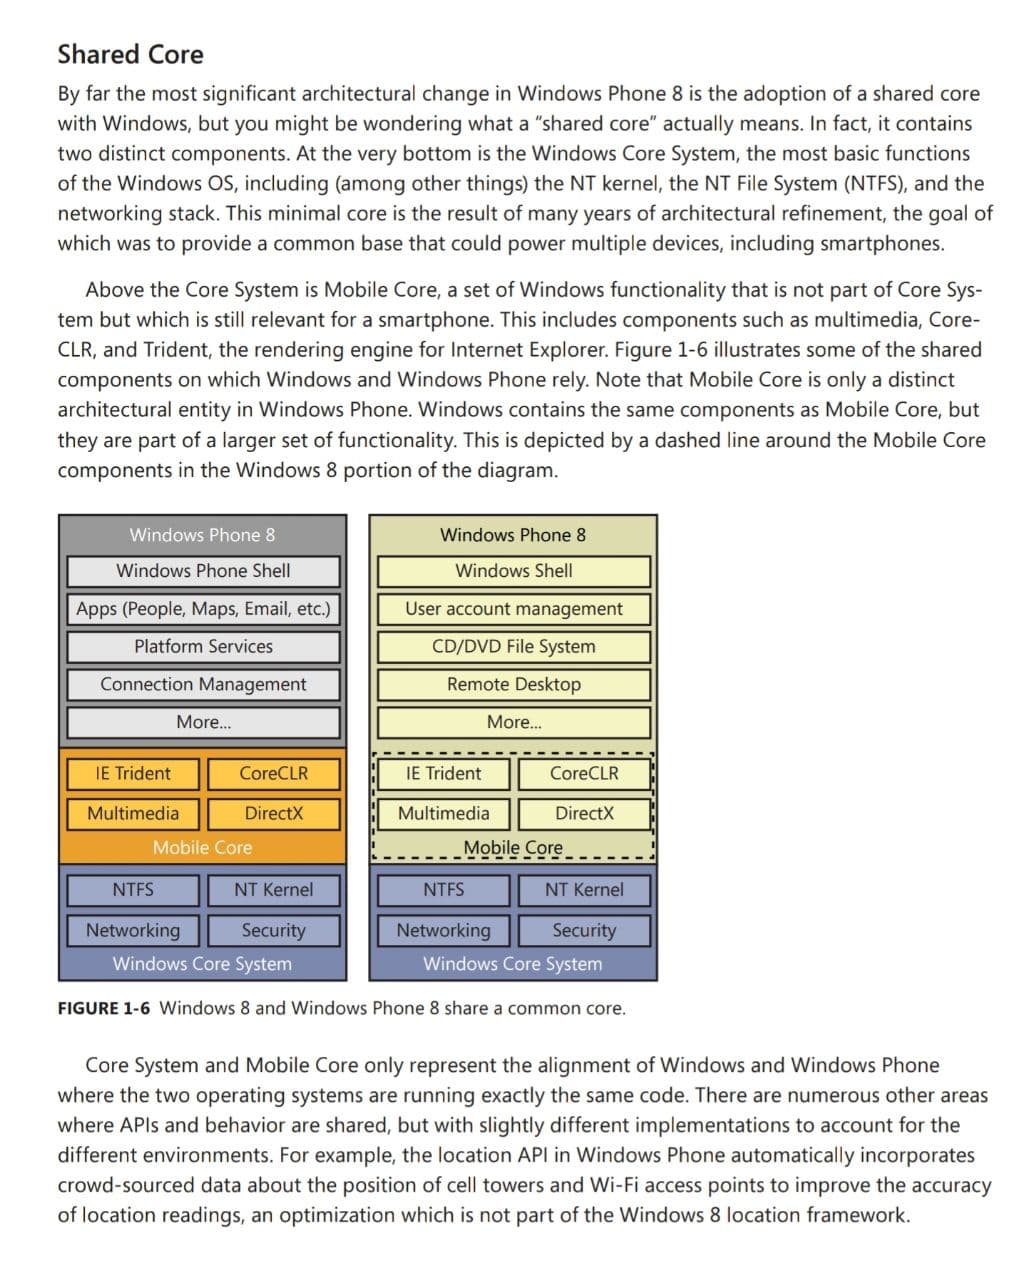 Shared Core
By far the most significant architectural change in Windows Phone 8 is the adoption of a shared core
with Windows, but you might be wondering what a “shared core” actually means. In fact, it contains
two distinct components. At the very bottom is the Windows Core System, the most basic functions
of the Windows OS, including (among other things) the NT kernel, the NT File System (NTFS), and the
networking stack. This minimal core is the result of many years of architectural refinement, the goal of
which was to provide a common base that could power multiple devices, including smartphones.
Above the Core System is Mobile Core, a set of Windows functionality that is not part of Core Sys-
tem but which is still relevant for a smartphone. This includes components such as multimedia, Core-
CLR, and Trident, the rendering engine for Internet Explorer. Figure 1-6 illustrates some of the shared
components on which Windows and Windows Phone rely. Note that Mobile Core is only a distinct
architectural entity in Windows Phone. Windows contains the same components as Mobile Core, but
they are part of a larger set of functionality. This is depicted by a dashed line around the Mobile Core
components in the Windows 8 portion of the diagram.
Windows Phone 8
Windows Phone Shell
Apps (People, Maps, Email, etc.)
Platform Services
Connection Management
More...
IE Trident
CoreCLR
Multimedia
DirectX
Mobile Core
NTFS
NT Kernel
Networking
Security
Windows Core System
Windows Phone 8
Windows Shell
User account management
CD/DVD File System
Remote Desktop
More...
IE Trident
CoreCLR
Multimedia
DirectX
Mobile Core
NTFS
NT Kernel
Networking
Security
Windows Core System
FIGURE 1-6 Windows 8 and Windows Phone 8 share a common core.
Core System and Mobile Core only represent the alignment of Windows and Windows Phone
where the two operating systems are running exactly the same code. There are numerous other areas
where APIs and behavior are shared, but with slightly different implementations to account for the
different environments. For example, the location API in Windows Phone automatically incorporates
crowd-sourced data about the position of cell towers and Wi-Fi access points to improve the accuracy
of location readings, an optimization which is not part of the Windows 8 location framework.